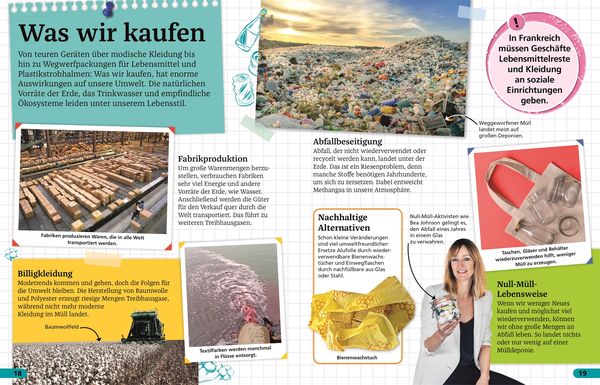 Was wir kaufen
Von teuren Geräten über modische Kleidung bis
hin zu Wegwerfpackungen für Lebensmittel und
Plastikstrohhalmen: Was wir kaufen, hat enorme
Auswirkungen auf unsere Umwelt. Die natürlichen
Vorräte der Erde, das Trinkwasser und empfindliche
Ökosysteme leiden unter unserem Lebensstil.
Fabriken produzieren Waren, die in alle Welt
transportiert werden.
Fabrikproduktion
Um große Warenmengen herzu-
stellen, verbrauchen Fabriken
sehr viel Energie und andere
Vorräte der Erde, wie Wasser.
Anschließend werden die Güter
für den Verkauf quer durch die
Welt transportiert. Das führt zu
weiteren Treibhausgasen.
Billigkleidung
Modetrends kommen und gehen, doch die Folgen für
die Umwelt bleiben. Die Herstellung von Baumwolle
und Polyester erzeugt riesige Mengen Treibhausgase,
während nicht mehr moderne
Kleidung im Müll landet.
Baumwollfeld
Textilfarben werden manchmal
in Flüsse entsorgt.
18
!
In Frankreich
müssen Geschäfte
Lebensmittelreste
und Kleidung
an soziale
Einrichtungen
geben.
Weggeworfener Müll
landet meist auf
großen Deponien.
Abfallbeseitigung
Abfall, der nicht wiederverwendet oder
recycelt werden kann, landet unter der
Erde. Das ist ein Riesenproblem, denn
manche Stoffe benötigen Jahrhunderte,
um sich zu zersetzen. Dabei entweicht
Methangas in unsere Atmosphäre.
Nachhaltige
Alternativen
Schon kleine Veränderungen
sind viel umweltfreundlicher:
Ersetze Alufolie durch wieder-
verwendbare Bienenwachs-
tücher und Einwegflaschen
durch nachfüllbare aus Glas
oder Stahl.
Bienenwachstuch
Null-Müll-Aktivisten wie
Bea Johnson gelingt es,
den Abfall eines Jahres
in einem Glas
zu verwahren.
Taschen, Gläser und Behälter
wiederzuverwenden hilft, weniger
Müll zu erzeugen.
Null-Müll-
Lebensweise
Wenn wir weniger Neues
kaufen und möglichst viel
wiederverwenden, können
wir ohne große Mengen an
Abfall leben. So landet nichts
oder nur wenig auf einer
Mülldeponie.
19